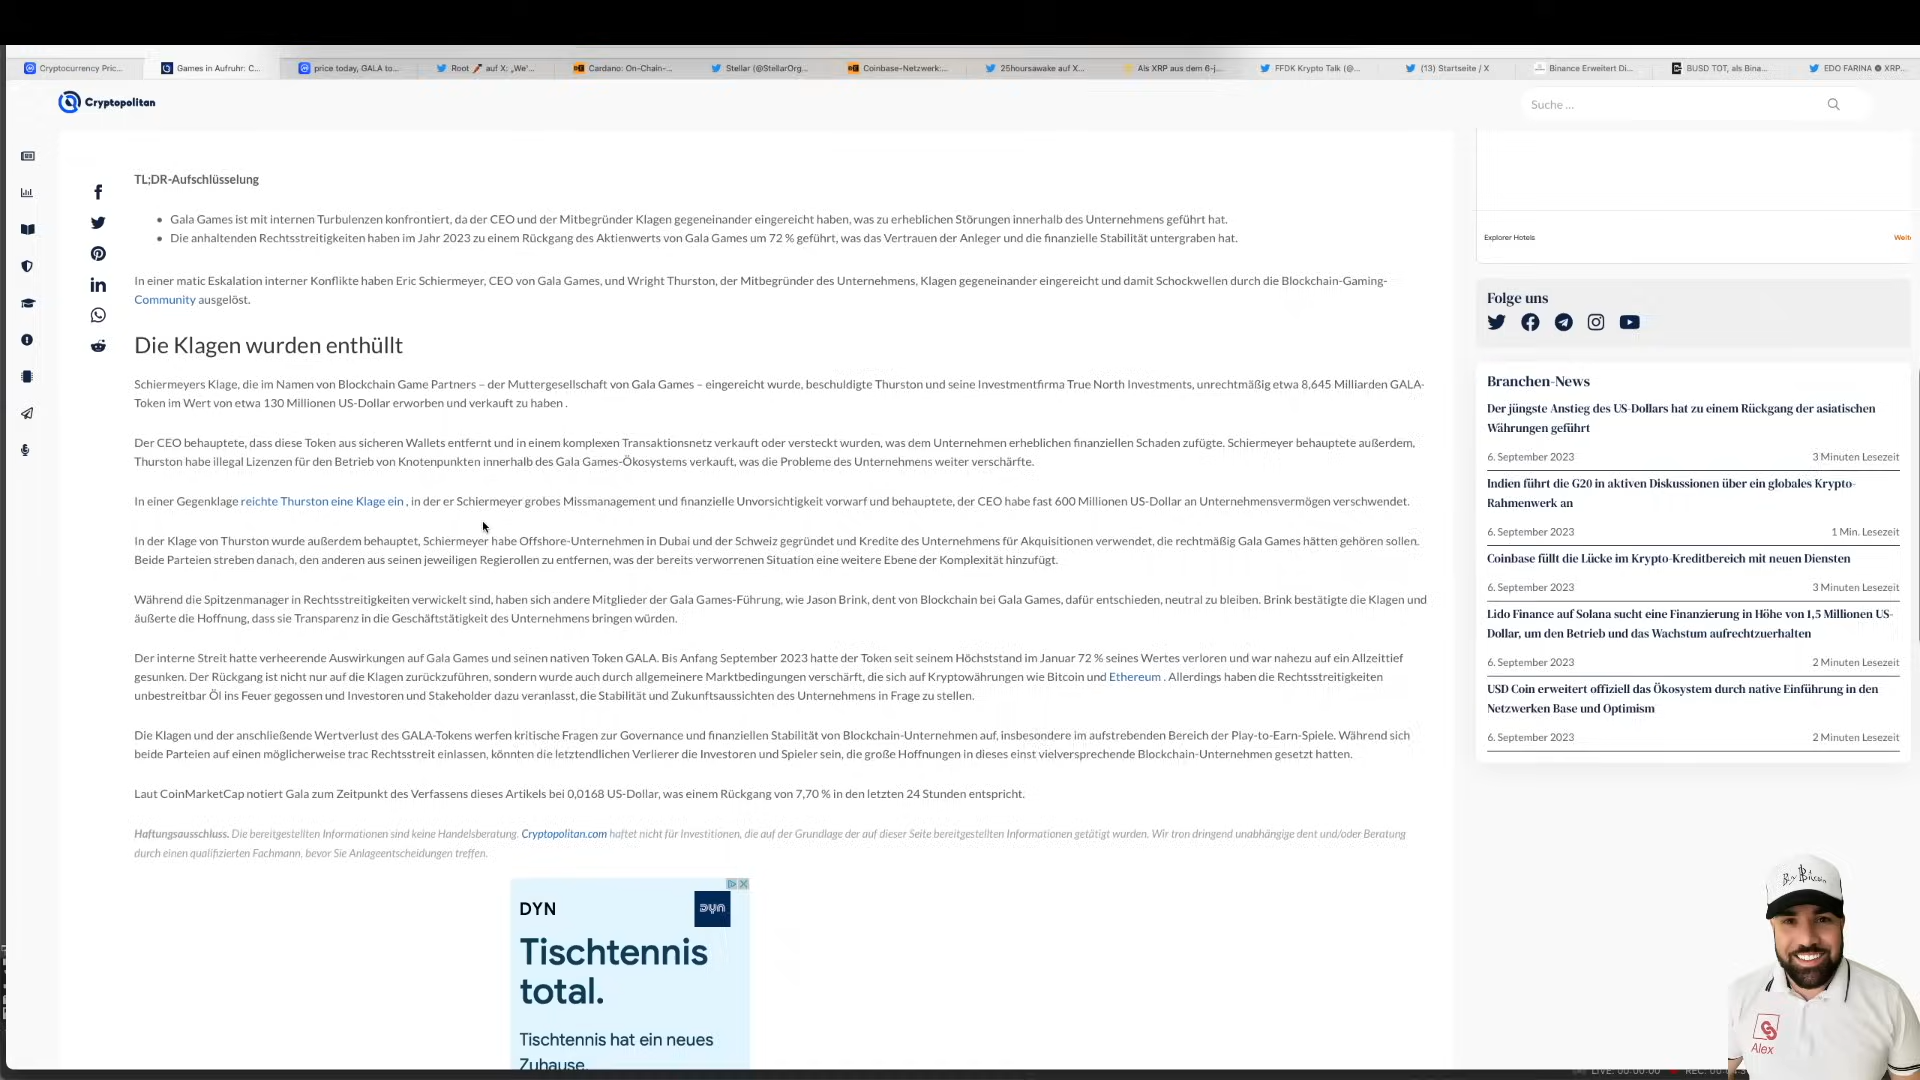 Cryptocurrency Pric...
Games in Aufruhr: C...
price today, GALA to...
Root 🥕 auf X: „We'...
Cardano: On-Chain-...
Stellar (@StellarOrg...
Coinbase-Netzwerk:...
25hoursawake auf X...
Als XRP aus dem 6-j...
FFDK Krypto Talk (@...
(13) Startseite / X
Binance Erweitert Di...
BUSD TOT, als Bina...
EDO FARINA XRP...
Cryptopolitan
Suche ...
TL;DR-Aufschlüsselung
• Gala Games ist mit internen Turbulenzen konfrontiert, da der CEO und der Mitbegründer Klagen gegeneinander eingereicht haben, was zu erheblichen Störungen innerhalb des Unternehmens geführt hat.
• Die anhaltenden Rechtsstreitigkeiten haben im Jahr 2023 zu einem Rückgang des Aktienwerts von Gala Games um 72 % geführt, was das Vertrauen der Anleger und die finanzielle Stabilität untergraben hat.
In einer matic Eskalation interner Konflikte haben Eric Schiermeyer, CEO von Gala Games, und Wright Thurston, der Mitbegründer des Unternehmens, Klagen gegeneinander eingereicht und damit Schockwellen durch die Blockchain-Gaming-
Community ausgelöst.
Die Klagen wurden enthüllt
Schiermeyers Klage, die im Namen von Blockchain Game Partners – der Muttergesellschaft von Gala Games – eingereicht wurde, beschuldigte Thurston und seine Investmentfirma True North Investments, unrechtmäßig etwa 8,645 Milliarden GALA-
Token im Wert von etwa 130 Millionen US-Dollar erworben und verkauft zu haben .
Der CEO behauptete, dass diese Token aus sicheren Wallets entfernt und in einem komplexen Transaktionsnetz verkauft oder versteckt wurden, was dem Unternehmen erheblichen finanziellen Schaden zufügte. Schiermeyer behauptete außerdem,
Thurston habe illegal Lizenzen für den Betrieb von Knotenpunkten innerhalb des Gala Games-Ökosystems verkauft, was die Probleme des Unternehmens weiter verschärfte.
In einer Gegenklage reichte Thurston eine Klage ein , in der er Schiermeyer grobes Missmanagement und finanzielle Unvorsichtigkeit vorwarf und behauptete, der CEO habe fast 600 Millionen US-Dollar an Unternehmensvermögen verschwendet.
In der Klage von Thurston wurde außerdem behauptet, Schiermeyer habe Offshore-Unternehmen in Dubai und der Schweiz gegründet und Kredite des Unternehmens für Akquisitionen verwendet, die rechtmäßig Gala Games hätten gehören sollen.
Beide Parteien streben danach, den anderen aus seinen jeweiligen Regierollen zu entfernen, was der bereits verworrenen Situation eine weitere Ebene der Komplexität hinzufügt.
Während die Spitzenmanager in Rechtsstreitigkeiten verwickelt sind, haben sich andere Mitglieder der Gala Games-Führung, wie Jason Brink, dent von Blockchain bei Gala Games, dafür entschieden, neutral zu bleiben. Brink bestätigte die Klagen und
äußerte die Hoffnung, dass sie Transparenz in die Geschäftstätigkeit des Unternehmens bringen würden.
Der interne Streit hatte verheerende Auswirkungen auf Gala Games und seinen nativen Token GALA. Bis Anfang September 2023 hatte der Token seit seinem Höchststand im Januar 72 % seines Wertes verloren und war nahezu auf ein Allzeittief
gesunken. Der Rückgang ist nicht nur auf die Klagen zurückzuführen, sondern wurde auch durch allgemeinere Marktbedingungen verschärft, die sich auf Kryptowährungen wie Bitcoin und Ethereum . Allerdings haben die Rechtsstreitigkeiten
unbestreitbar Öl ins Feuer gegossen und Investoren und Stakeholder dazu veranlasst, die Stabilität und Zukunftsaussichten des Unternehmens in Frage zu stellen.
Die Klagen und der anschließende Wertverlust des GALA-Tokens werfen kritische Fragen zur Governance und finanziellen Stabilität von Blockchain-Unternehmen auf, insbesondere im aufstrebenden Bereich der Play-to-Earn-Spiele. Während sich
beide Parteien auf einen möglicherweise trac Rechtsstreit einlassen, könnten die letztendlichen Verlierer die Investoren und Spieler sein, die große Hoffnungen in dieses einst vielversprechende Blockchain-Unternehmen gesetzt hatten.
Laut CoinMarketCap notiert Gala zum Zeitpunkt des Verfassens dieses Artikels bei 0,0168 US-Dollar, was einem Rückgang von 7,70 % in den letzten 24 Stunden entspricht.
Haftungsausschluss. Die bereitgestellten Informationen sind keine Handelsberatung. Cryptopolitan.com haftet nicht für Investitionen, die auf der Grundlage der auf dieser Seite bereitgestellten Informationen getätigt wurden. Wir tron dringend unabhängige dent und/oder Beratung
durch einen qualifizierten Fachmann, bevor Sie Anlageentscheidungen treffen.
DYN
DYN
Tischtennis
total.
Tischtennis hat ein neues
Zuhause.
Explorer Hotels
Folge uns
Branchen-News
Der jüngste Anstieg des US-Dollars hat zu einem Rückgang der asiatischen
Währungen geführt
6. September 2023
3 Minuten Lesezeit
Indien führt die G20 in aktiven Diskussionen über ein globales Krypto-
Rahmenwerk an
6. September 2023
1 Min. Lesezeit
Coinbase füllt die Lücke im Krypto-Kreditbereich mit neuen Diensten
6. September 2023
3 Minuten Lesezeit
Lido Finance auf Solana sucht eine Finanzierung in Höhe von 1,5 Millionen US-
Dollar, um den Betrieb und das Wachstum aufrechtzuerhalten
6. September 2023
2 Minuten Lesezeit
USD Coin erweitert offiziell das Ökosystem durch native Einführung in den
Netzwerken Base und Optimism
6. September 2023
2 Minuten Lesezeit
Alex